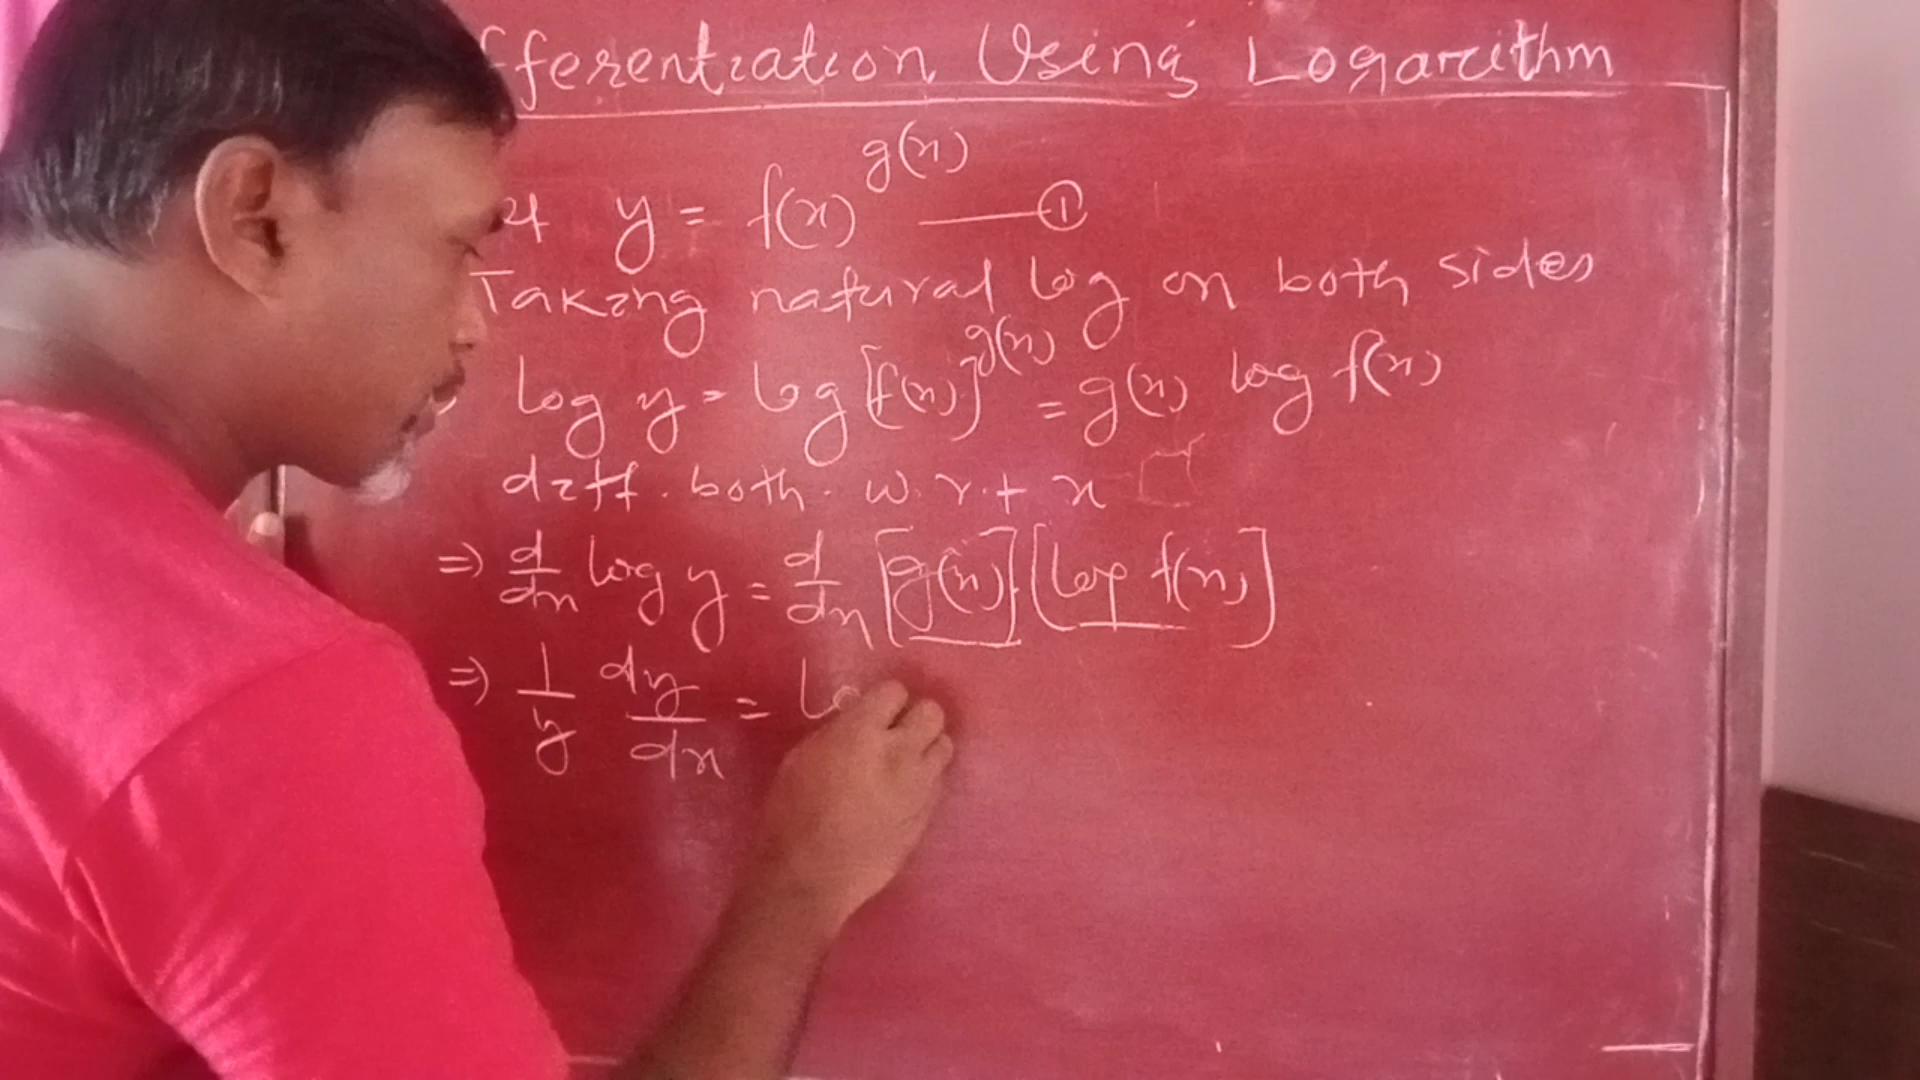 fferentiation Using Logarithm
y = f(x)^g(x) —— ①
Taking natural log on both sides
log y = log [f(x)]^g(x) = g(x) log f(x)
diff. both. w.r.t x
⇒ d/dx log y = d/dx [g(x)].[log f(x)]
⇒ 1/y dy/dx = lo